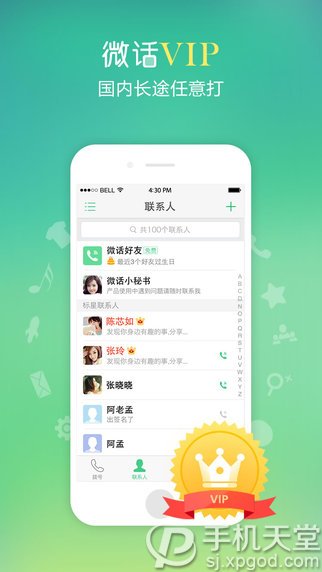 微话VIP
国内长途任意打
BELL
4:30 PM
联系人
共100个联系人
微话好友 免费
最近3个好友过生日
微话小秘书
产品使用中遇到问题请随时联系我
标星联系人
陈芯如
发现你身边有趣的事,分享...
张玲
发现你身边有趣的事,分享...
张晓晓
阿老孟
出签名了
阿孟
A
B
C
D
E
F
G
H
I
J
K
L
M
N
O
P
Q
R
拨号
联系人
VIP
手机天堂
sj.xpgod.com